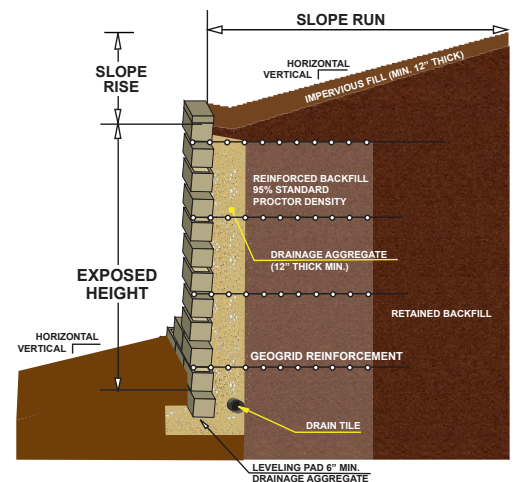 SLOPE RUN
SLOPE
RISE
HORIZONTAL
VERTICAL
IMPERVIOUS FILL (MIN. 12" THICK)
REINFORCED BACKFILL
95% STANDARD
PROCTOR DENSITY
DRAINAGE AGGREGATE
(12" THICK MIN.)
EXPOSED
HEIGHT
RETAINED BACKFILL
HORIZONTAL
VERTICAL
GEOGRID REINFORCEMENT
DRAIN TILE
LEVELING PAD 6" MIN.
DRAINAGE AGGREGATE